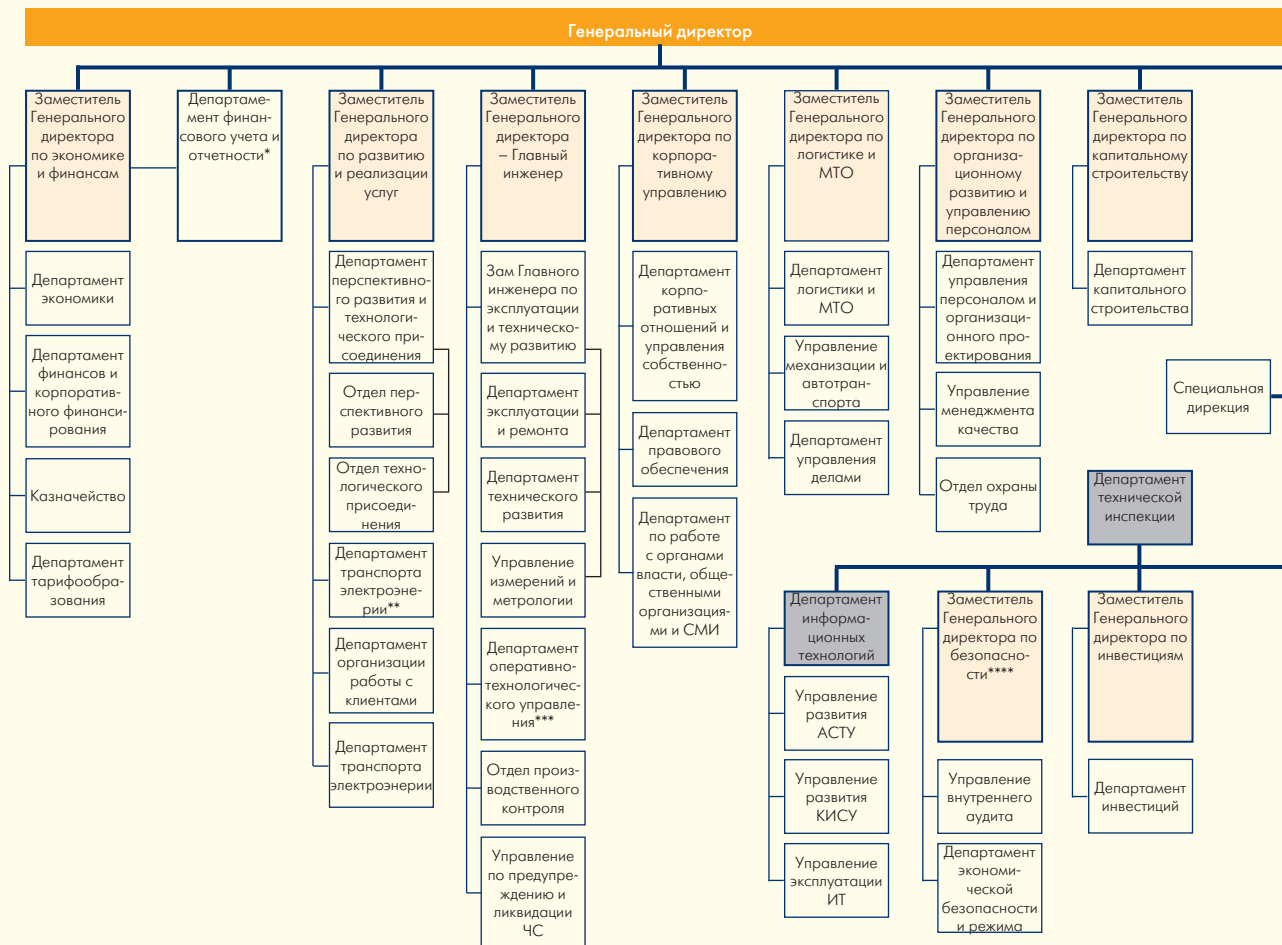 Генеральный директор
Заместитель
Генерального
директора
по экономике
и финансам
Департаме-
мент финан-
сового учета и
отчетности*
Заместитель
Генерального
директора
по развитию
и реализации
услуг
Заместитель
Генерального
директора
– Главный
инженер
Заместитель
Генерального
директора по
корпора-
тивному
управлению
Заместитель
Генерального
директора по
логистике и
МТО
Заместитель
Генерального
директора по
организа-
ционному
развитию и
управлению
персоналом
Заместитель
Генерального
директора по
капитальному
строительству
Департамент
экономики
Департамент
финансов и
корпоратив-
ного финанси-
рования
Казначейство
Департамент
тарифообра-
зования
Департамент
перспективно-
го развития и
технологи-
ческого при-
соединения
Отдел пер-
спективного
развития
Отдел техно-
логического
присоеди-
нения
Департамент
транспорта
электроэне-
рии**
Департамент
организации
работы с
клиентами
Департамент
транспорта
электроэнерии
Зам Главного
инженера по
эксплуатации
и техническо-
му развитию
Департамент
эксплуатации
и ремонта
Департамент
технического
развития
Управление
измерений и
метрологии
Департамент
оперативно-
технологичес-
кого управле-
ния***
Отдел произ-
водственного
контроля
Управление
по предупре-
ждению и
ликвидации
ЧС
Департамент
корпо-
ративных
отношений и
управления
собствен-
ностью
Департамент
правового
обеспечения
Департамент
по работе
с органами
власти, обще-
ственными
организация-
ми и СМИ
Департамент
логистики и
МТО
Управление
механизации и
автотран-
спорта
Департамент
управления
делами
Департамент
управления
персоналом и
организаци-
онного про-
ектирования
Управление
менеджмента
качества
Отдел охраны
труда
Департамент
капитального
строительства
Специальная
дирекция
Департамент
технической
инспекции
Департамент
информа-
ционных
технологий
Управление
развития
АСТУ
Управление
развития
КИСУ
Управление
эксплуатации
ИТ
Заместитель
Генерального
директора по
безопасно-
сти****
Управление
внутреннего
аудита
Департамент
экономи-
ческой
безопасности
и режима
Заместитель
Генерального
директора по
инвестициям
Департамент
инвестиций